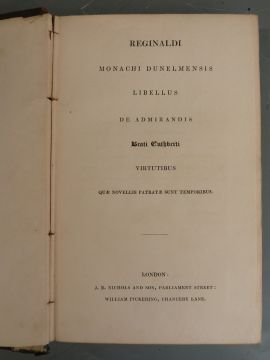 REGINALDI
MONACHI DUNELMENSIS
LIBELLUS
DE ADMIRANDIS
Beati Cuthberti
VIRTUTIBUS
QUÆ NOVELLIS PATRATÆ SUNT TEMPORIBUS.
LONDON:
J. B. NICHOLS AND SON, PARLIAMENT STREET:
WILLIAM PICKERING, CHANCERY LANE.